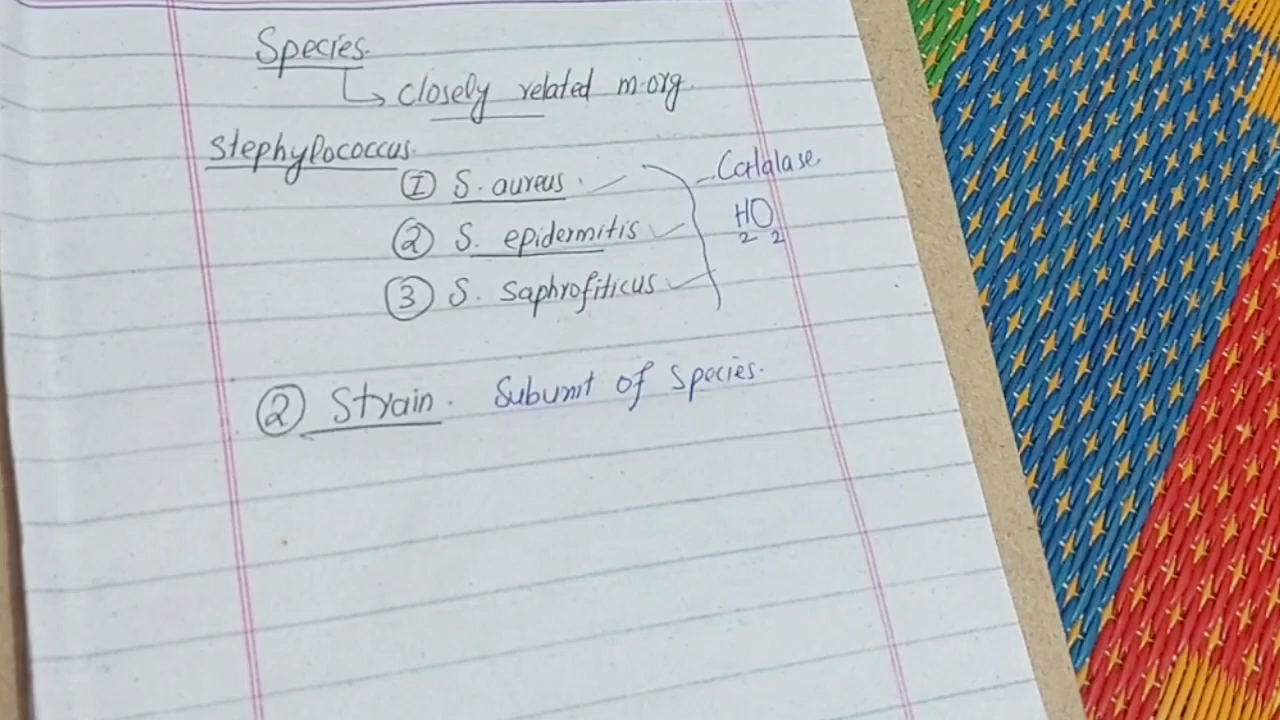 Species.
↳ closely related m.org.
Stephylococcus.
① S. aureus.
② S. epidermitis
③ S. Saphrofiticus
Catalase
H2O2
② Strain. Subunit of Species.